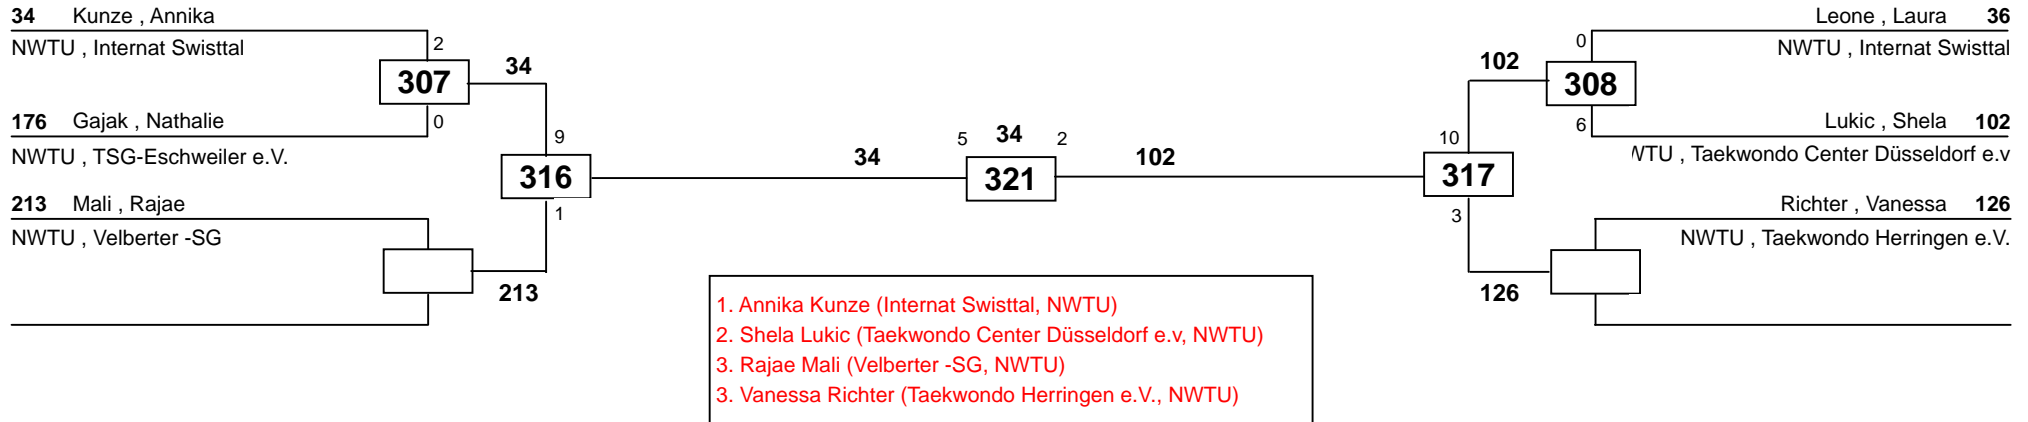 34 Kunze , Annika
NWTU , Internat Swisttal
2
307
34
0
176 Gajak , Nathalie
NWTU , TSG-Eschweiler e.V.
9
316
34
1
213 Mali , Rajae
NWTU , Velberter -SG
213
5 34 2
321
102
Leone , Laura 36
NWTU , Internat Swisttal
0
102
308
6
Lukic , Shela 102
WTU , Taekwondo Center Düsseldorf e.v
10
317
3
Richter , Vanessa 126
NWTU , Taekwondo Herringen e.V.
126
1. Annika Kunze (Internat Swisttal, NWTU)
2. Shela Lukic (Taekwondo Center Düsseldorf e.v, NWTU)
3. Rajae Mali (Velberter -SG, NWTU)
3. Vanessa Richter (Taekwondo Herringen e.V., NWTU)